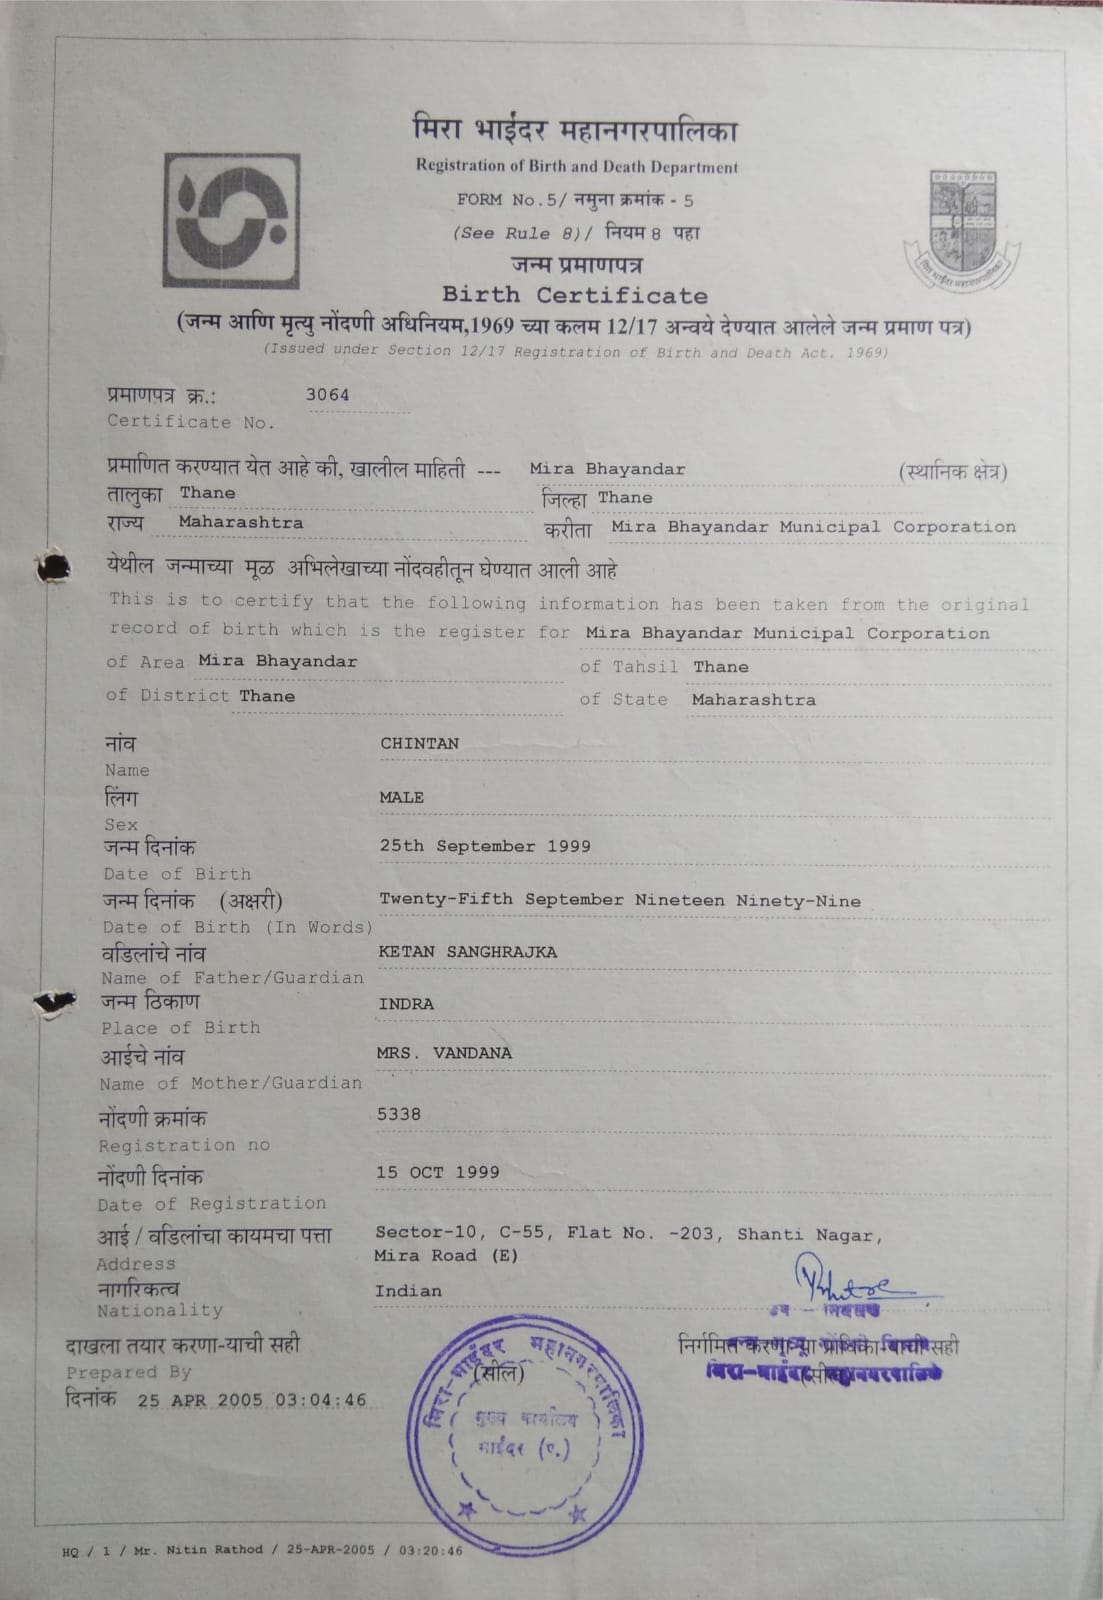 मिरा भाईंदर महानगरपालिका
Registration of Birth and Death Department
FORM No.5/ नमुना क्रमांक - 5
(See Rule 8)/ नियम 8 पहा
जन्म प्रमाणपत्र
Birth Certificate
(जन्म आणि मृत्यु नोंदणी अधिनियम,1969 च्या कलम 12/17 अन्वये देण्यात आलेले जन्म प्रमाण पत्र)
(Issued under Section 12/17 Registration of Birth and Death Act. 1969)
मिरा भाईंदर महानगरपालिका
प्रमाणपत्र क्र.: 3064
Certificate No.
प्रमाणित करण्यात येत आहे की, खालील माहिती --- Mira Bhayandar (स्थानिक क्षेत्र)
तालुका Thane जिल्हा Thane
राज्य Maharashtra करीता Mira Bhayandar Municipal Corporation
येथील जन्माच्या मूळ अभिलेखाच्या नोंदवहीतून घेण्यात आली आहे
This is to certify that the following information has been taken from the original
record of birth which is the register for Mira Bhayandar Municipal Corporation
of Area Mira Bhayandar of Tahsil Thane
of District Thane of State Maharashtra
नांव CHINTAN
Name
लिंग MALE
Sex
जन्म दिनांक 25th September 1999
Date of Birth
जन्म दिनांक (अक्षरी) Twenty-Fifth September Nineteen Ninety-Nine
Date of Birth (In Words)
वडिलांचे नांव KETAN SANGHRAJKA
Name of Father/Guardian
जन्म ठिकाण INDRA
Place of Birth
आईचे नांव MRS. VANDANA
Name of Mother/Guardian
नोंदणी क्रमांक 5338
Registration no
नोंदणी दिनांक 15 OCT 1999
Date of Registration
आई / वडिलांचा कायमचा पत्ता Sector-10, C-55, Flat No. -203, Shanti Nagar,
Address Mira Road (E)
नागरिकत्व Indian
Nationality
दाखला तयार करणा-याची सही निर्गमित करणाऱ्या प्राधिकाऱ्याची सही
Prepared By (सील) मिरा-भाईंदर महानगरपालिका
दिनांक 25 APR 2005 03:04:46
मिरा-भाईंदर महानगरपालिका
मुख्य कार्यालय
भाईंदर (प.)
HQ / 1 / Mr. Nitin Rathod / 25-APR-2005 / 03:20:46